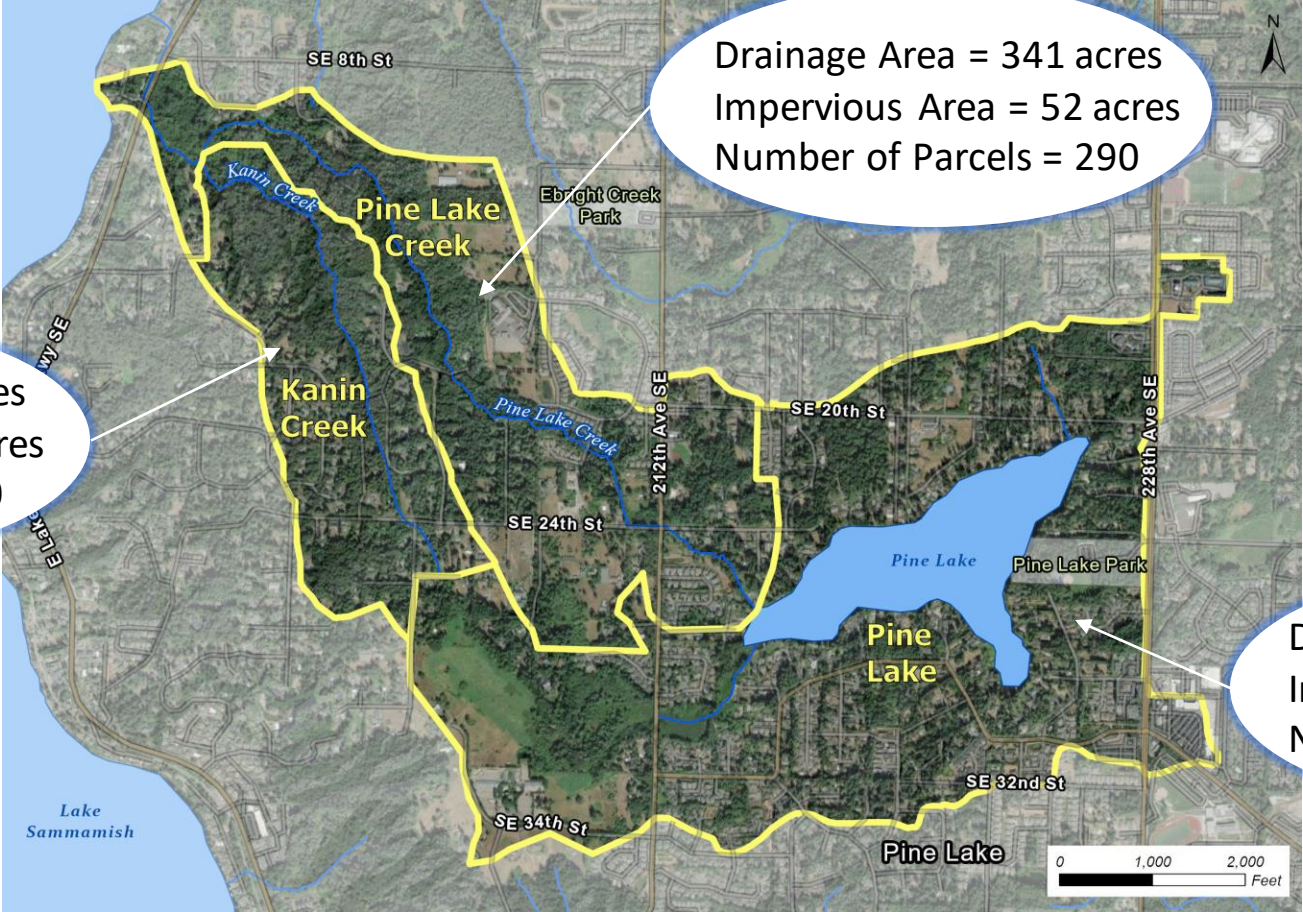 N
Drainage Area = 341 acres
Impervious Area = 52 acres
Number of Parcels = 290
SE 8th St
Ebright Creek
Park
Kanin Creek
Pine Lake
Creek
Kanin
Creek
Pine Lake Creek
212th Ave SE
SE 20th St
228th Ave SE
SE 24th St
E Lake
wy SE
Pine Lake
Pine Lake Park
Pine
Lake
SE 32nd St
SE 34th St
Pine Lake
Lake
Sammamish
0 1,000 2,000
Feet